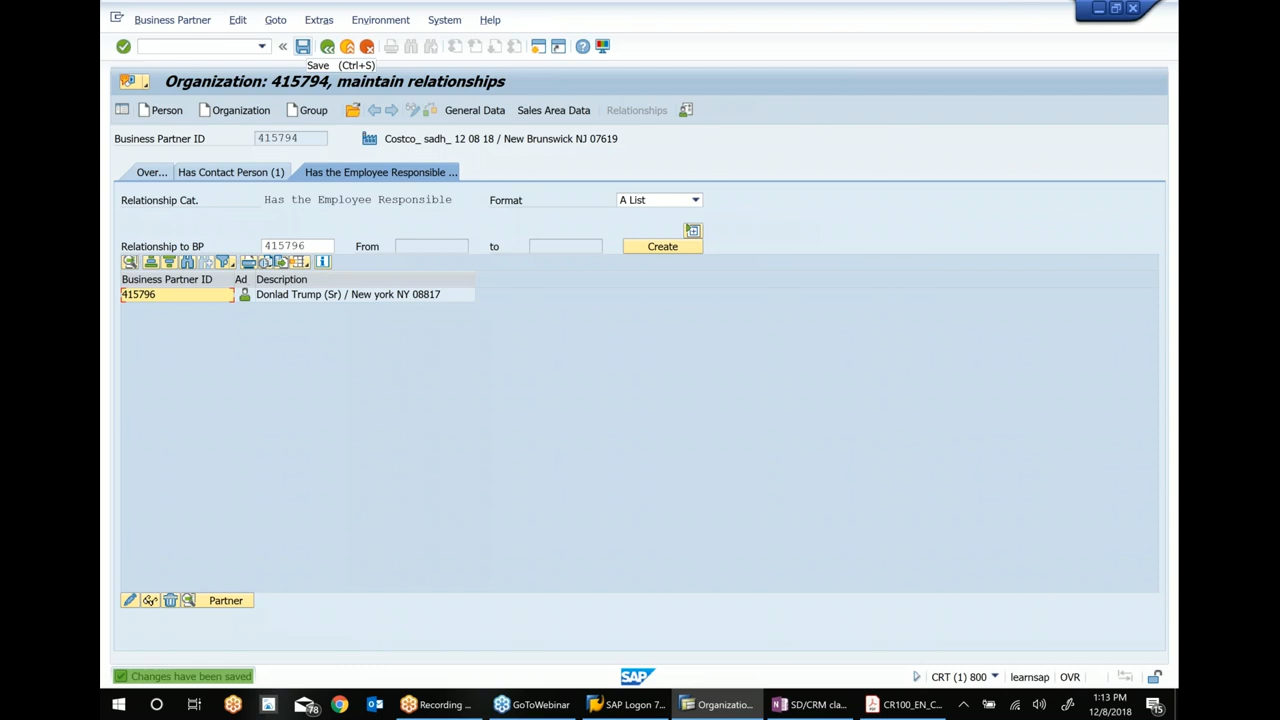 Business Partner Edit Goto Extras Environment System Help
Save (Ctrl+S)
Organization: 415794, maintain relationships
Person Organization Group General Data Sales Area Data Relationships
Business Partner ID 415794 Costco_ sadh_ 12 08 18 / New Brunswick NJ 07619
Over... Has Contact Person (1) Has the Employee Responsible ...
Relationship Cat. Has the Employee Responsible Format A List
Relationship to BP 415796 From to Create
Business Partner ID Ad Description
415796 Donlad Trump (Sr) / New york NY 08817
Partner
Changes have been saved SAP CRT (1) 800 learnsap OVR
78 Recording ... GoToWebinar SAP Logon 7... Organizatio... SD/CRM cla... CR100_EN_C... 1:13 PM
12/8/2018 15